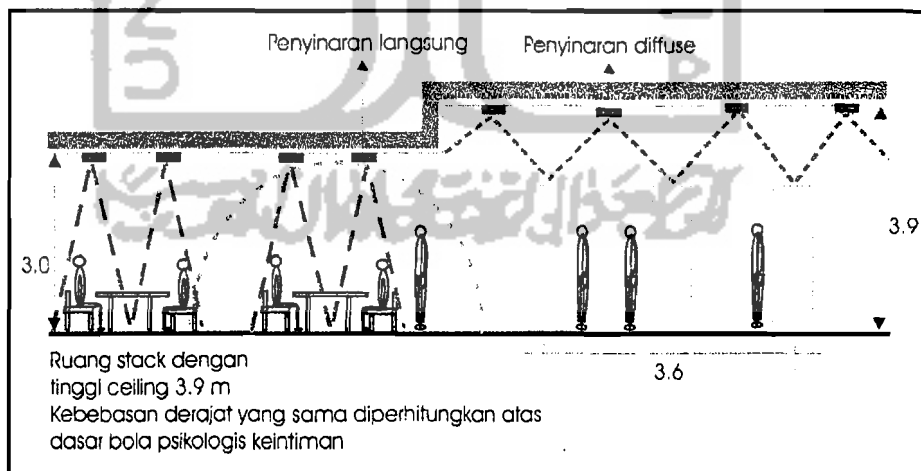 Penyinaran langsung
Penyinaran diffuse
3.0
3.9
3.6
Ruang stack dengan
tinggi ceiling 3.9 m
Kebebasan derajat yang sama diperhitungkan atas
dasar bola psikologis keintiman